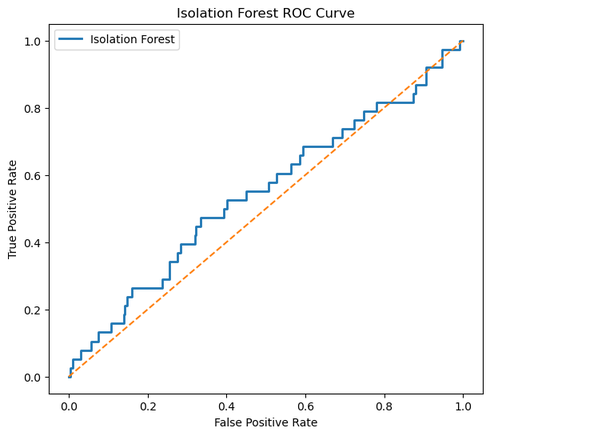 Isolation Forest ROC Curve
Isolation Forest
True Positive Rate
1.0
0.8
0.6
0.4
0.2
0.0
0.0 0.2 0.4 0.6 0.8 1.0
False Positive Rate